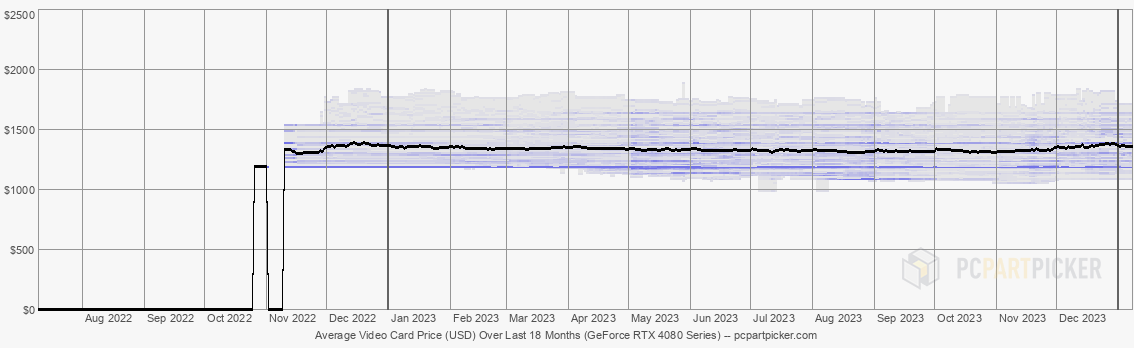 $2500
$2000
$1500
$1000
$500
$0
PCPARTPICKER
Aug 2022 Sep 2022 Oct 2022 Nov 2022 Dec 2022 Jan 2023 Feb 2023 Mar 2023 Apr 2023 May 2023 Jun 2023 Jul 2023 Aug 2023 Sep 2023 Oct 2023 Nov 2023 Dec 2023
Average Video Card Price (USD) Over Last 18 Months (GeForce RTX 4080 Series) -- pcpartpicker.com